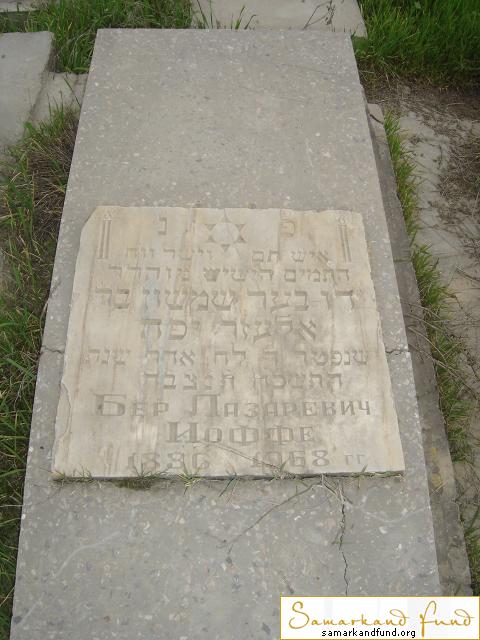 פ נ
איש תם וישר וזה
התמים הישיש מוהרר
דו בער שמשון בר
אלעזר יפה
שנפטר ה לח אדר שנת
התשכח תנצבה
Бер Лазаревич
Иоффе
1886 1968 гг
Samarkand Fund
samarkandfund.org